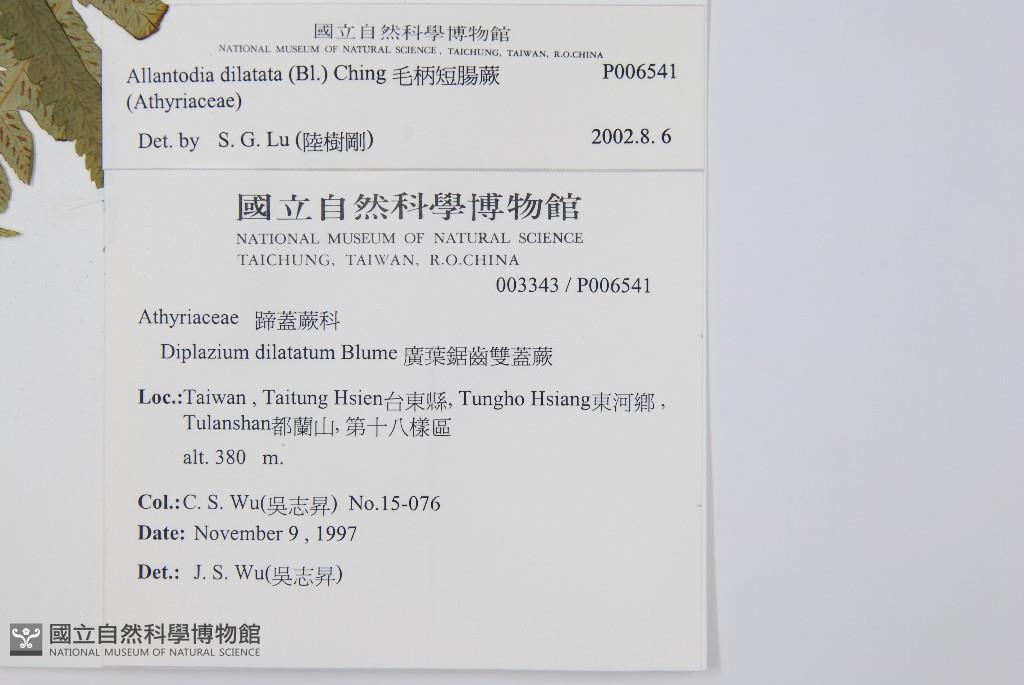 國立自然科學博物館
NATIONAL MUSEUM OF NATURAL SCIENCE, TAICHUNG, TAIWAN, R.O.CHINA
Allantodia dilatata (Bl.) Ching 毛柄短腸蕨 P006541
(Athyriaceae)
Det. by S. G. Lu (陸樹剛) 2002.8. 6
國立自然科學博物館
NATIONAL MUSEUM OF NATURAL SCIENCE
TAICHUNG, TAIWAN, R.O.CHINA
003343 / P006541
Athyriaceae 蹄蓋蕨科
Diplazium dilatatum Blume 廣葉鋸齒雙蓋蕨
Loc.:Taiwan , Taitung Hsien台東縣, Tungho Hsiang東河鄉 ,
Tulanshan都蘭山, 第十八樣區
alt. 380 m.
Col.:C. S. Wu(吳志昇) No.15-076
Date: November 9 , 1997
Det.: J. S. Wu(吳志昇)
國立自然科學博物館
NATIONAL MUSEUM OF NATURAL SCIENCE